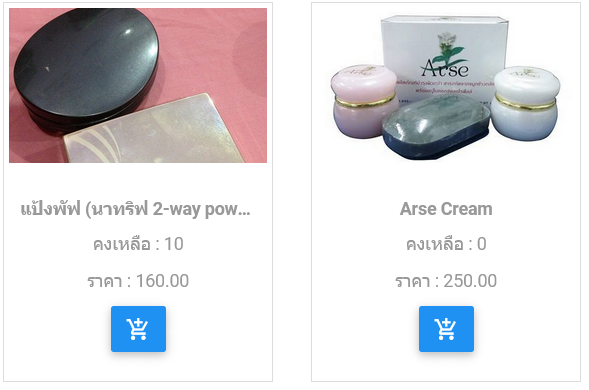 Arse
แป้งพัฟ (นาทริฟ 2-way pow...
คงเหลือ : 10
ราคา : 160.00
Arse Cream
คงเหลือ : 0
ราคา : 250.00